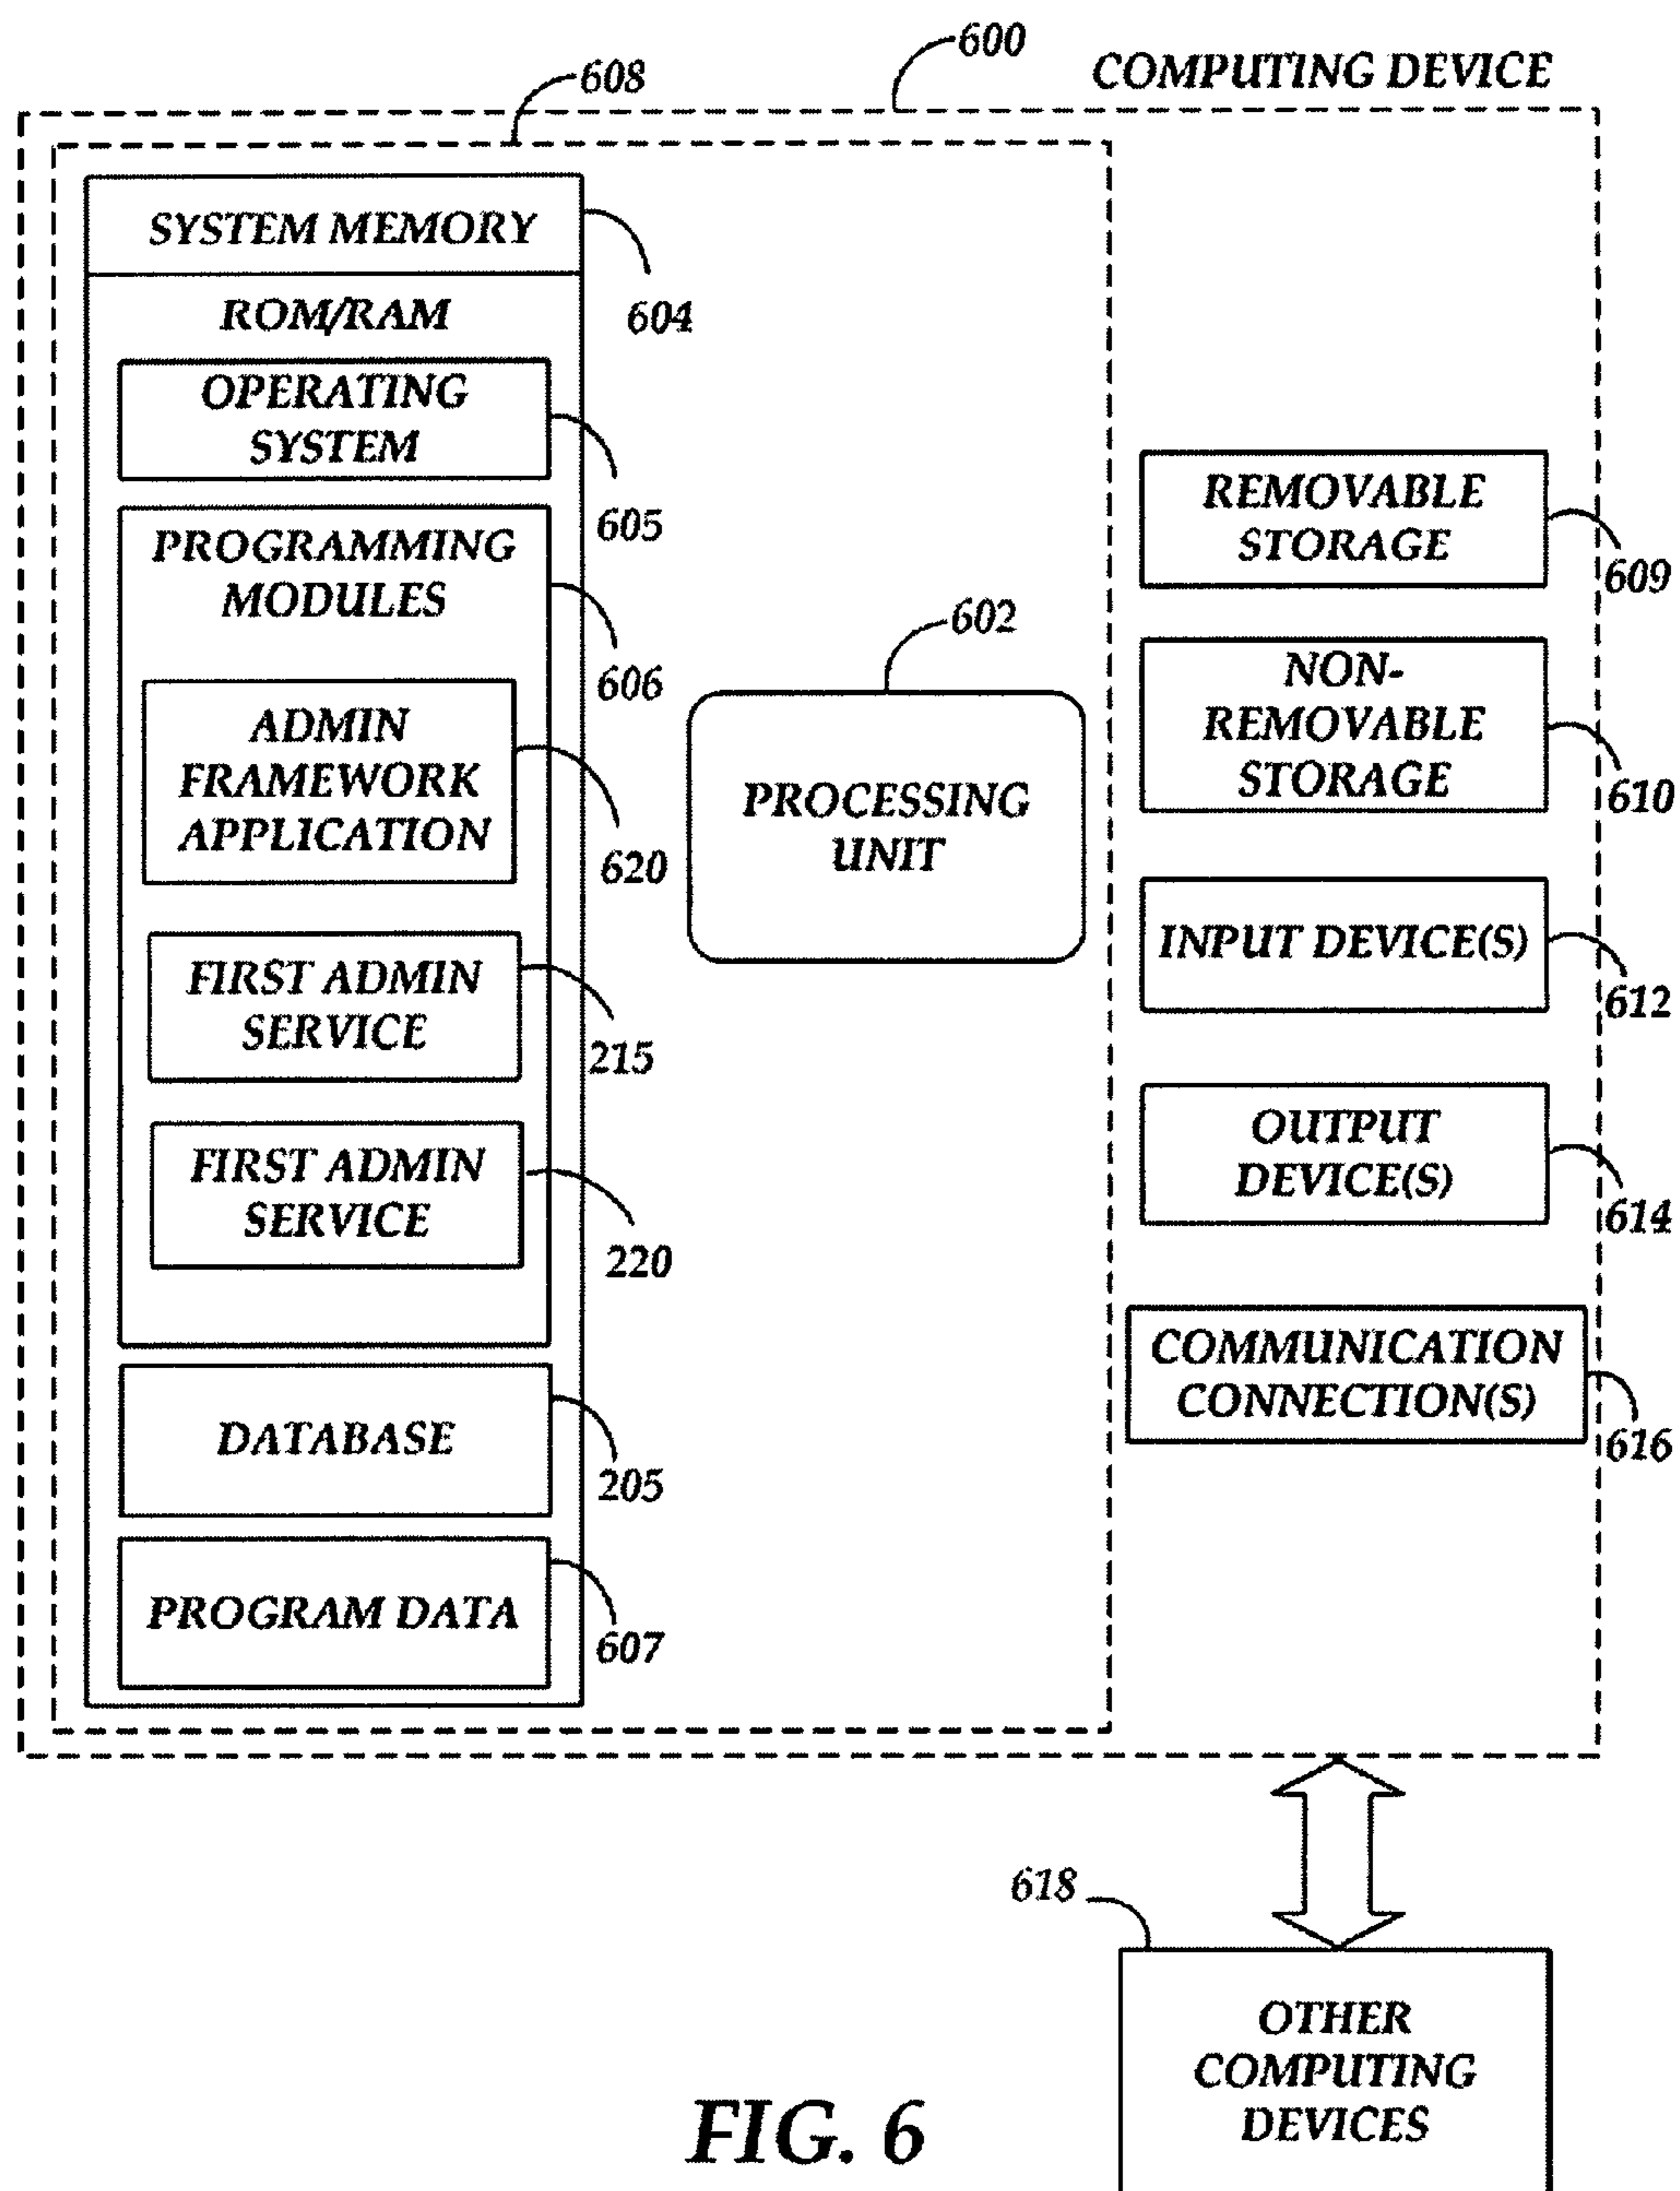 600
COMPUTING DEVICE
608
SYSTEM MEMORY
604
ROM/RAM
OPERATING
SYSTEM
605
PROGRAMMING
MODULES
606
ADMIN
FRAMEWORK
APPLICATION
620
FIRST ADMIN
SERVICE
215
FIRST ADMIN
SERVICE
220
DATABASE
205
PROGRAM DATA
607
602
PROCESSING
UNIT
REMOVABLE
STORAGE
609
NON-
REMOVABLE
STORAGE
610
INPUT DEVICE(S)
612
OUTPUT
DEVICE(S)
614
COMMUNICATION
CONNECTION(S)
616
618
OTHER
COMPUTING
DEVICES
FIG. 6